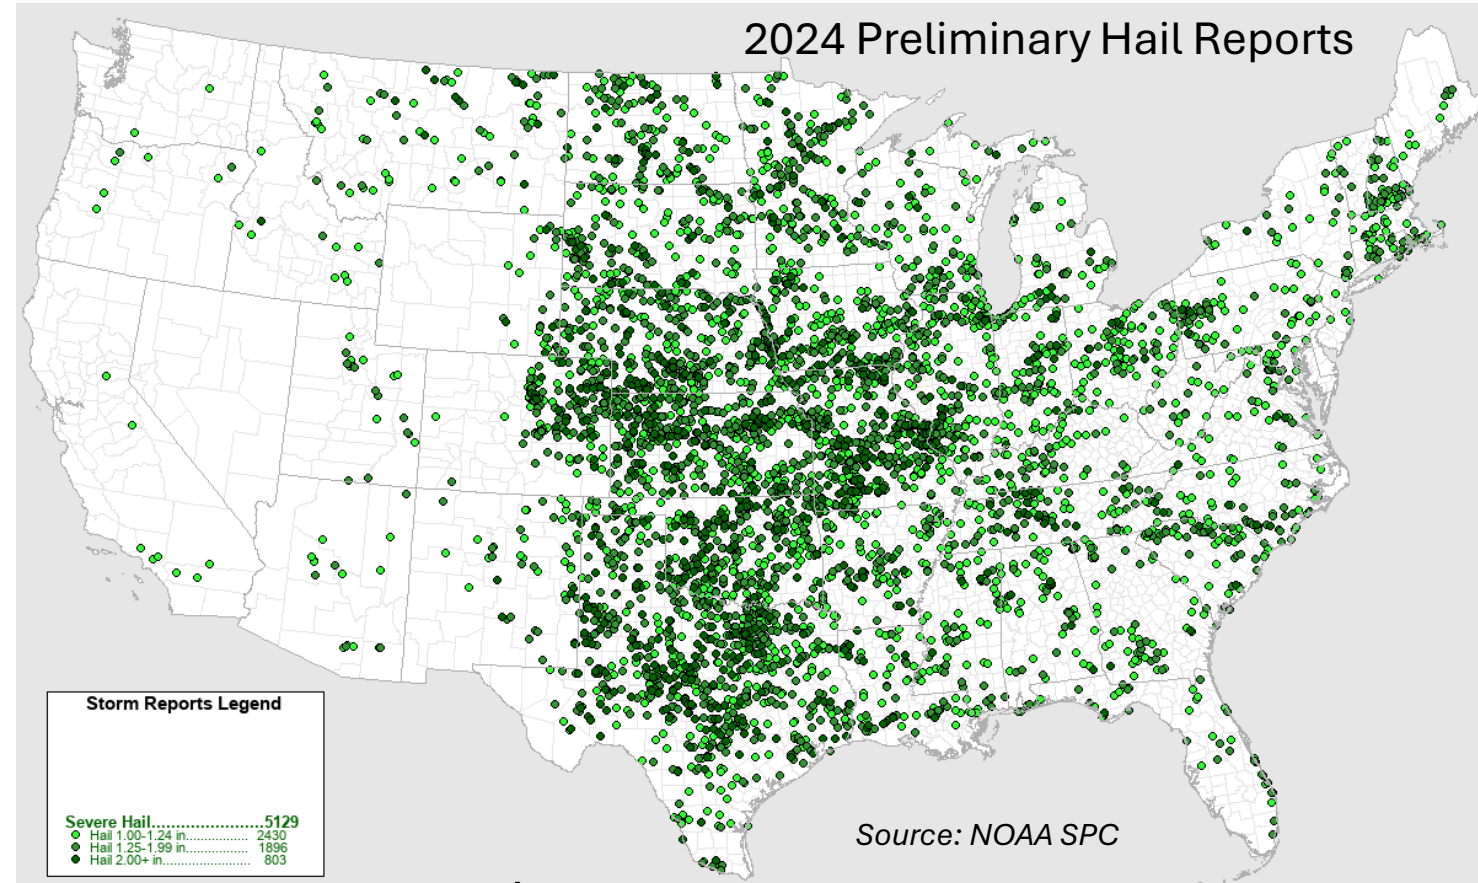 2024 Preliminary Hail Reports
Storm Reports Legend
Severe Hail.......................5129
Hail 1.00-1.24 in................. 2430
Hail 1.25-1.99 in................. 1896
Hail 2.00+ in........................ 803
Source: NOAA SPC